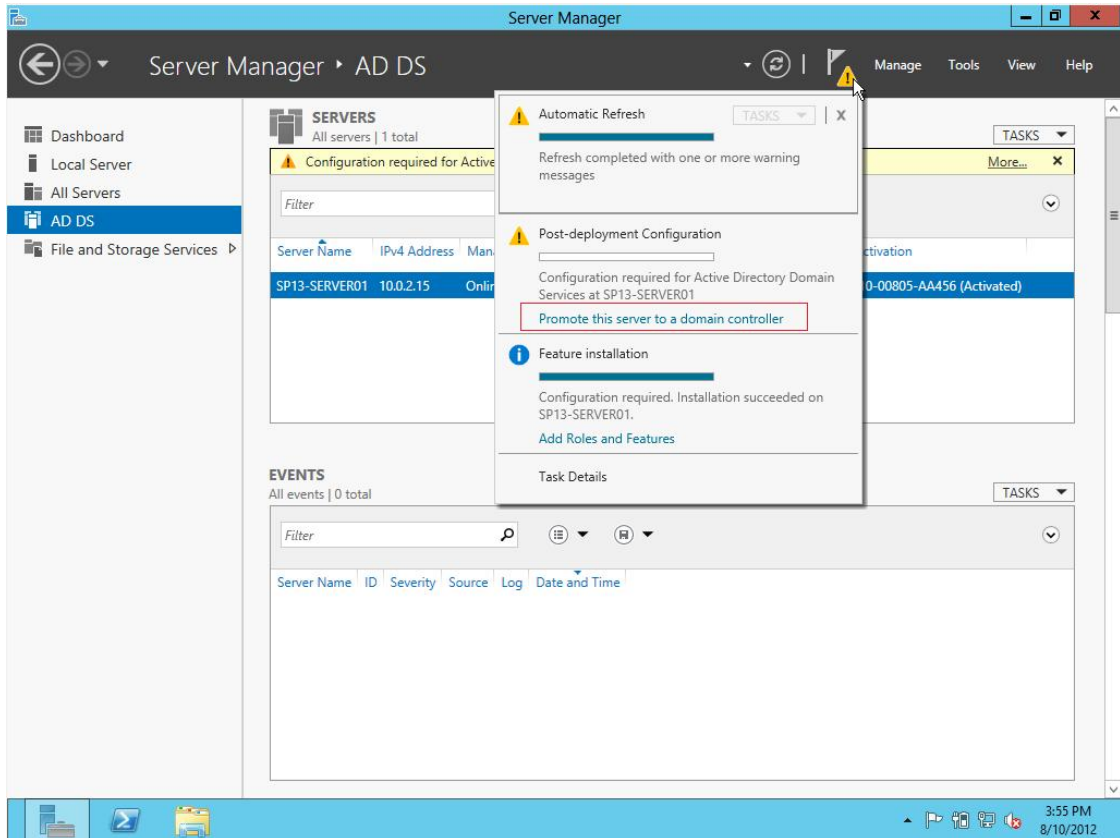 Server Manager
Server Manager ‣ AD DS
Manage Tools View Help
Dashboard
Local Server
All Servers
AD DS
File and Storage Services
SERVERS
All servers | 1 total
TASKS
Configuration required for Active
More...
Filter
Server Name IPv4 Address
SP13-SERVER01 10.0.2.15
0-00805-AA456 (Activated)
Automatic Refresh
TASKS
X
Refresh completed with one or more warning
messages
Post-deployment Configuration
Configuration required for Active Directory Domain
Services at SP13-SERVER01
Promote this server to a domain controller
Feature installation
Configuration required. Installation succeeded on
SP13-SERVER01.
Add Roles and Features
Task Details
EVENTS
All events | 0 total
TASKS
Filter
Server Name ID Severity Source Log Date and Time
3:55 PM
8/10/2012